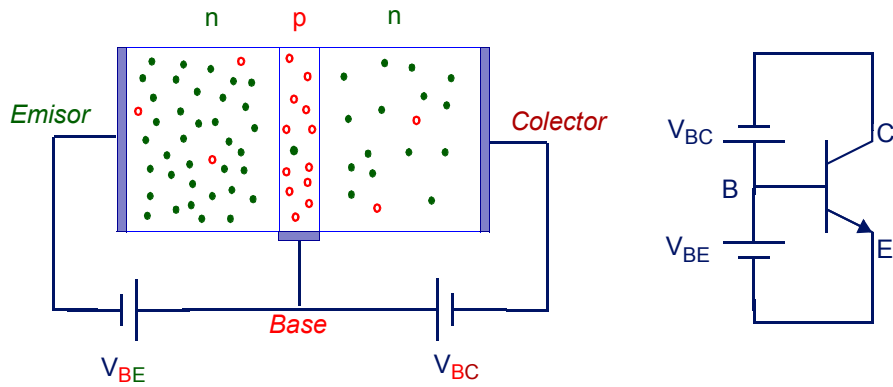 n p n
Emisor
Colector
Base
VBE
VBC
VBC
B
C
VBE
E